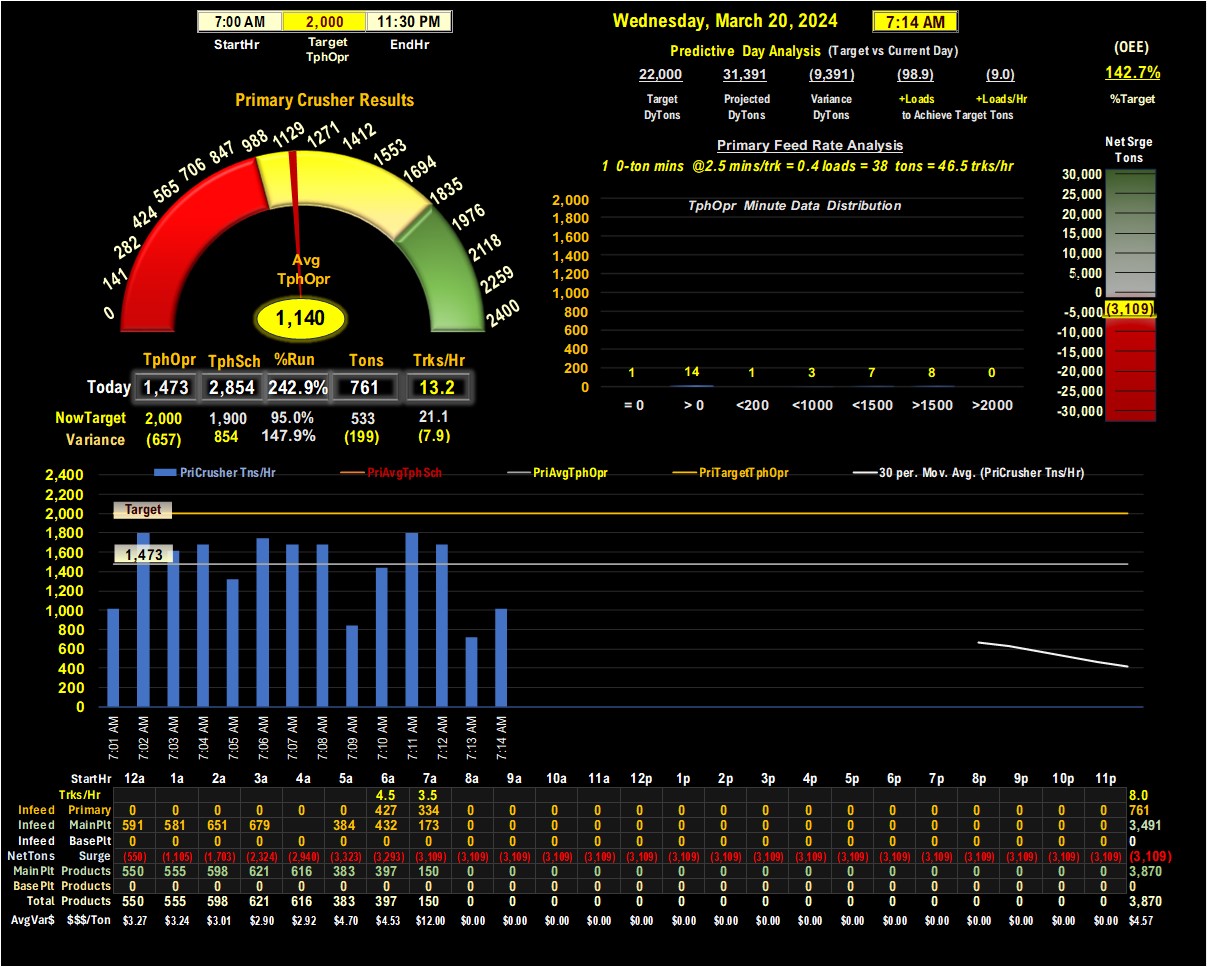 7:00 AM 2,000 11:30 PM
StartHr Target TphOpr EndHr
Wednesday, March 20, 2024 7:14 AM
Predictive Day Analysis (Target vs Current Day)
22,000 31,391 (9,391) (98.9) (9.0)
Target Projected Variance +Loads +Loads/Hr
DyTons DyTons DyTons to Achieve Target Tons
(OEE)
142.7%
%Target
Primary Crusher Results
0 141 282 424 565 706 847 988 1129 1271 1412 1553 1694 1835 1976 2118 2259 2400
Avg
TphOpr
1,140
TphOpr TphSch %Run Tons Trks/Hr
Today 1,473 2,854 242.9% 761 13.2
NowTarget 2,000 1,900 95.0% 533 21.1
Variance (657) 854 147.9% (199) (7.9)
Primary Feed Rate Analysis
1 0-ton mins @2.5 mins/trk = 0.4 loads = 38 tons = 46.5 trks/hr
TphOpr Minute Data Distribution
2,000
1,800
1,600
1,400
1,200
1,000
800
600
400
200
0
1 14 1 3 7 8 0
= 0 > 0 <200 <1000 <1500 >1500 >2000
Net Srge
Tons
30,000
25,000
20,000
15,000
10,000
5,000
0
-5,000 (3,109)
-10,000
-15,000
-20,000
-25,000
-30,000
PriCrusher Tns/Hr PriAvgTphSch PriAvgTphOpr PriTargetTphOpr 30 per. Mov. Avg. (PriCrusher Tns/Hr)
2,400
2,200
2,000
1,800
1,600
1,400
1,200
1,000
800
600
400
200
0
Target
1,473
7:01 AM 7:02 AM 7:03 AM 7:04 AM 7:05 AM 7:06 AM 7:07 AM 7:08 AM 7:09 AM 7:10 AM 7:11 AM 7:12 AM 7:13 AM 7:14 AM
StartHr 12a 1a 2a 3a 4a 5a 6a 7a 8a 9a 10a 11a 12p 1p 2p 3p 4p 5p 6p 7p 8p 9p 10p 11p
Trks/Hr 4.5 3.5 8.0
Infeed Primary 0 0 0 0 0 0 427 334 0 0 0 0 0 0 0 0 0 0 0 0 0 0 0 0 761
Infeed MainPlt 591 581 651 679 384 432 173 0 0 0 0 0 0 0 0 0 0 0 0 0 0 0 0 3,491
Infeed BasePlt 0 0 0 0 0 0 0 0 0 0 0 0 0 0 0 0 0 0 0 0 0 0 0 0 0
NetTons Surge (550) (1,105) (1,703) (2,324) (2,940) (3,323) (3,293) (3,109) (3,109) (3,109) (3,109) (3,109) (3,109) (3,109) (3,109) (3,109) (3,109) (3,109) (3,109) (3,109) (3,109) (3,109) (3,109) (3,109) (3,109)
MainPlt Products 550 555 598 621 616 383 397 150 0 0 0 0 0 0 0 0 0 0 0 0 0 0 0 0 3,870
BasePlt Products 0 0 0 0 0 0 0 0 0 0 0 0 0 0 0 0 0 0 0 0 0 0 0 0 0
Total Products 550 555 598 621 616 383 397 150 0 0 0 0 0 0 0 0 0 0 0 0 0 0 0 0 3,870
AvgVar$ $$$/Ton $3.27 $3.24 $3.01 $2.90 $2.92 $4.70 $4.53 $12.00 $0.00 $0.00 $0.00 $0.00 $0.00 $0.00 $0.00 $0.00 $0.00 $0.00 $0.00 $0.00 $0.00 $0.00 $0.00 $0.00 $4.57